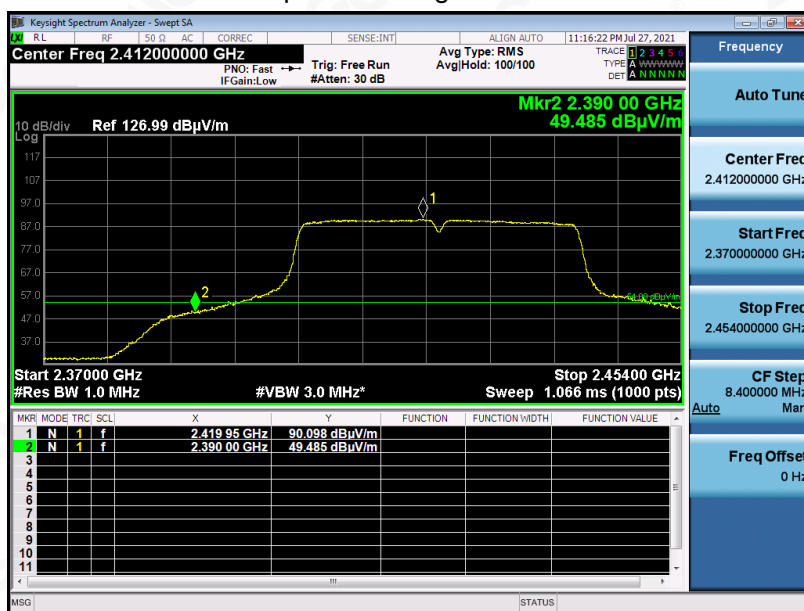 Keysight Spectrum Analyzer - Swept SA
LXI RL RF 50 Ω AC CORREC SENSE:INT ALIGN AUTO 11:16:22 PM Jul 27, 2021
Center Freq 2.412000000 GHz
PNO: Fast
IFGain:Low
Trig: Free Run
#Atten: 30 dB
Avg Type: RMS
Avg|Hold: 100/100
TRACE 1 2 3 4 5 6
TYPE A WWWWW
DET A N N N N N
Mkr2 2.390 00 GHz
49.485 dBµV/m
10 dB/div Ref 126.99 dBµV/m
Log
117
107
97.0
87.0
77.0
67.0
57.0
47.0
37.0
1
2
54.00 dBµV/m
Start 2.37000 GHz Stop 2.45400 GHz
#Res BW 1.0 MHz #VBW 3.0 MHz* Sweep 1.066 ms (1000 pts)
MKR MODE TRC SCL X Y FUNCTION FUNCTION WIDTH FUNCTION VALUE
1 N 1 f 2.419 95 GHz 90.098 dBµV/m
2 N 1 f 2.390 00 GHz 49.485 dBµV/m
3
4
5
6
7
8
9
10
11
MSG STATUS
Frequency
Auto Tune
Center Freq
2.412000000 GHz
Start Freq
2.370000000 GHz
Stop Freq
2.454000000 GHz
CF Step
8.400000 MHz
Auto Man
Freq Offset
0 Hz